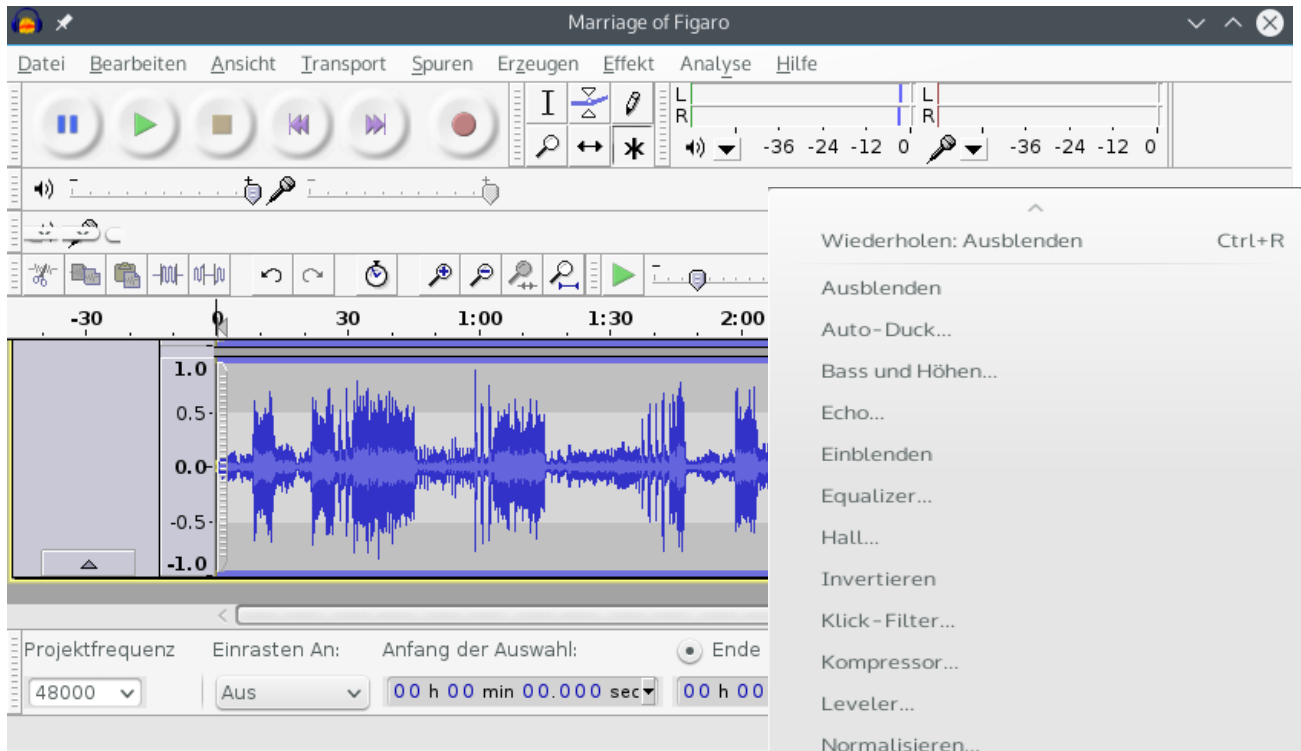 Marriage of Figaro
Datei Bearbeiten Ansicht Transport Spuren Erzeugen Effekt Analyse Hilfe
L
R
-36 -24 -12 0
L
R
-36 -24 -12 0
-30 0 30 1:00 1:30 2:00
1.0
0.5
0.0
-0.5
-1.0
Wiederholen: Ausblenden Ctrl+R
Ausblenden
Auto-Duck...
Bass und Höhen...
Echo...
Einblenden
Equalizer...
Hall...
Invertieren
Klick-Filter...
Kompressor...
Leveler...
Normalisieren...
Projektfrequenz Einrasten An: Anfang der Auswahl: Ende
48000 Aus 00 h 00 min 00.000 sec 00 h 00